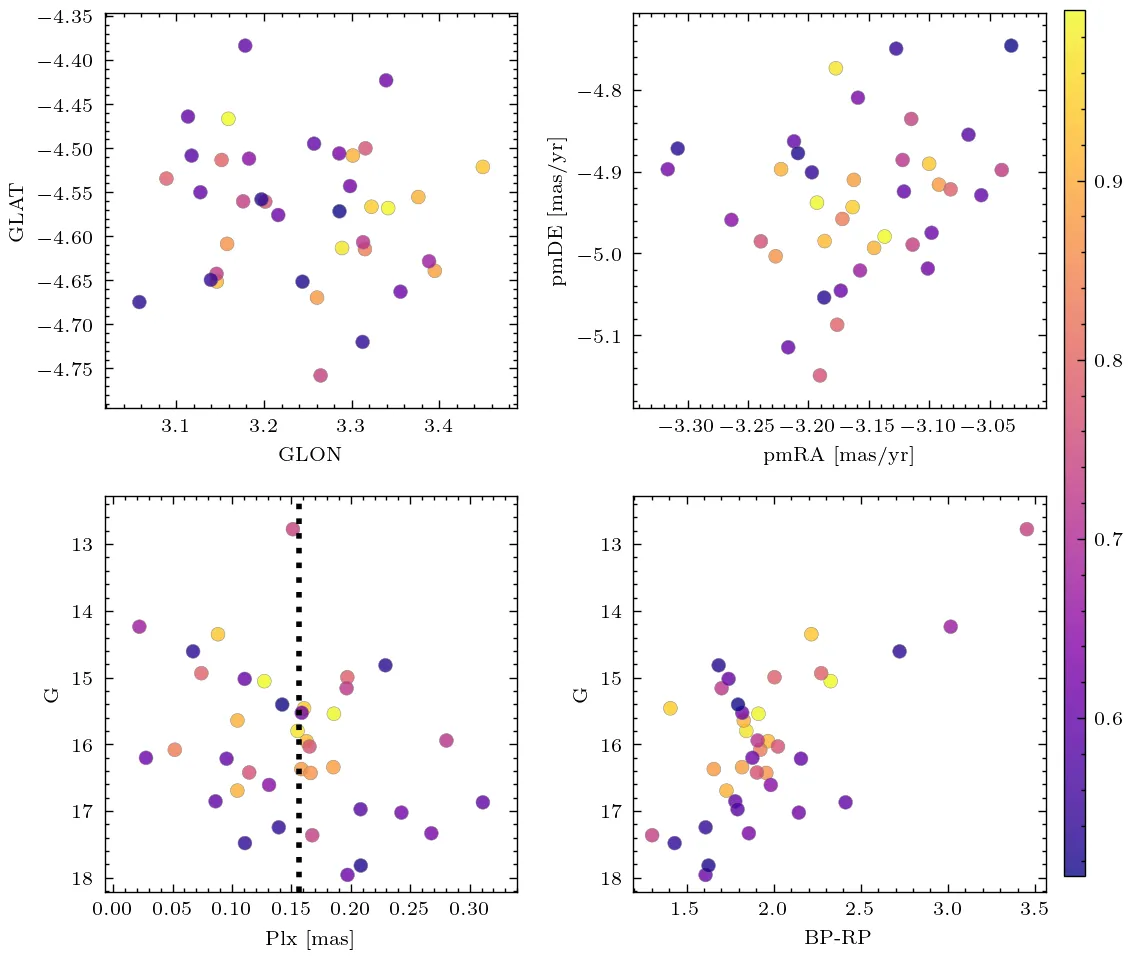 −4.35
−4.40
−4.45
−4.50
−4.55
−4.60
−4.65
−4.70
−4.75
GLAT
3.1 3.2 3.3 3.4
GLON
−4.8
−4.9
−5.0
−5.1
pmDE [mas/yr]
−3.30 −3.25 −3.20 −3.15 −3.10 −3.05
pmRA [mas/yr]
13
14
15
16
17
18
G
0.00 0.05 0.10 0.15 0.20 0.25 0.30
Plx [mas]
13
14
15
16
17
18
G
1.5 2.0 2.5 3.0 3.5
BP-RP
0.9
0.8
0.7
0.6